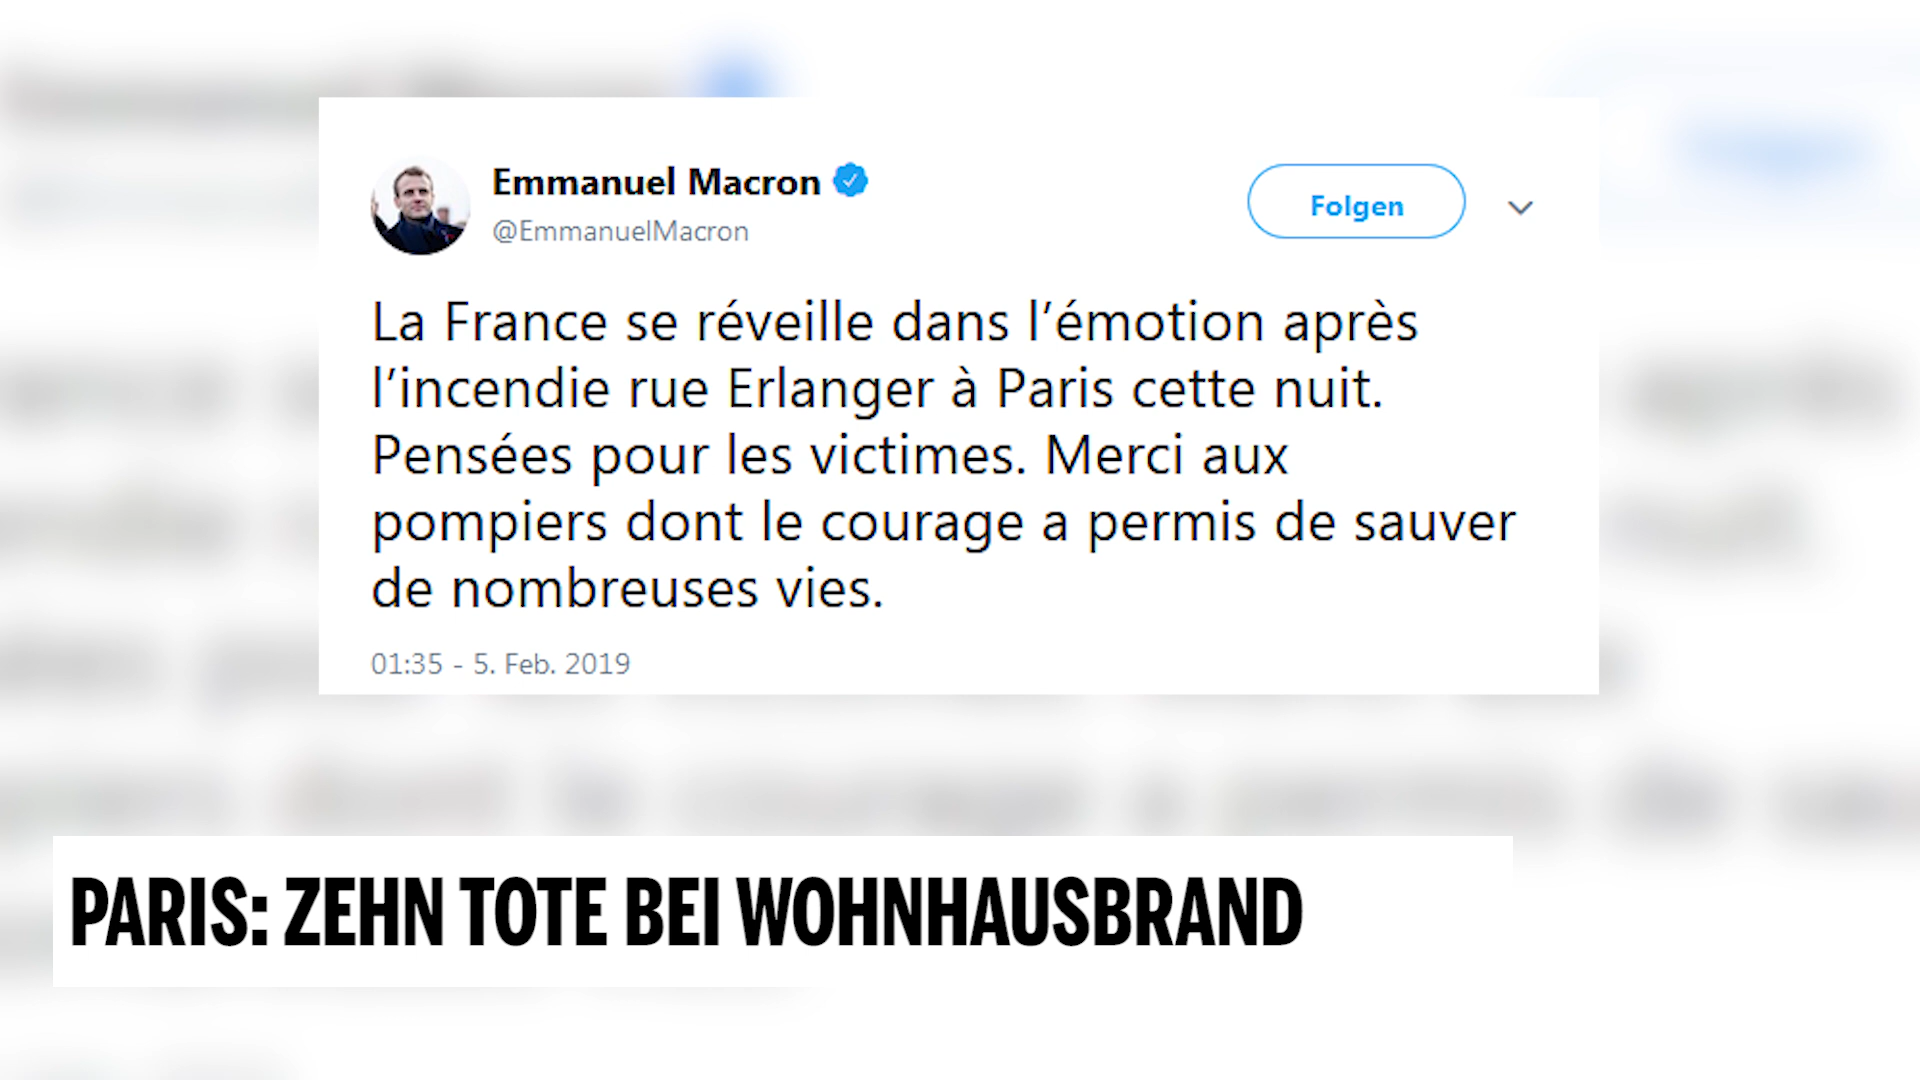 Emmanuel Macron
@EmmanuelMacron
Folgen
La France se réveille dans l’émotion après
l’incendie rue Erlanger à Paris cette nuit.
Pensées pour les victimes. Merci aux
pompiers dont le courage a permis de sauver
de nombreuses vies.
01:35 - 5. Feb. 2019
PARIS: ZEHN TOTE BEI WOHNHAUSBRAND